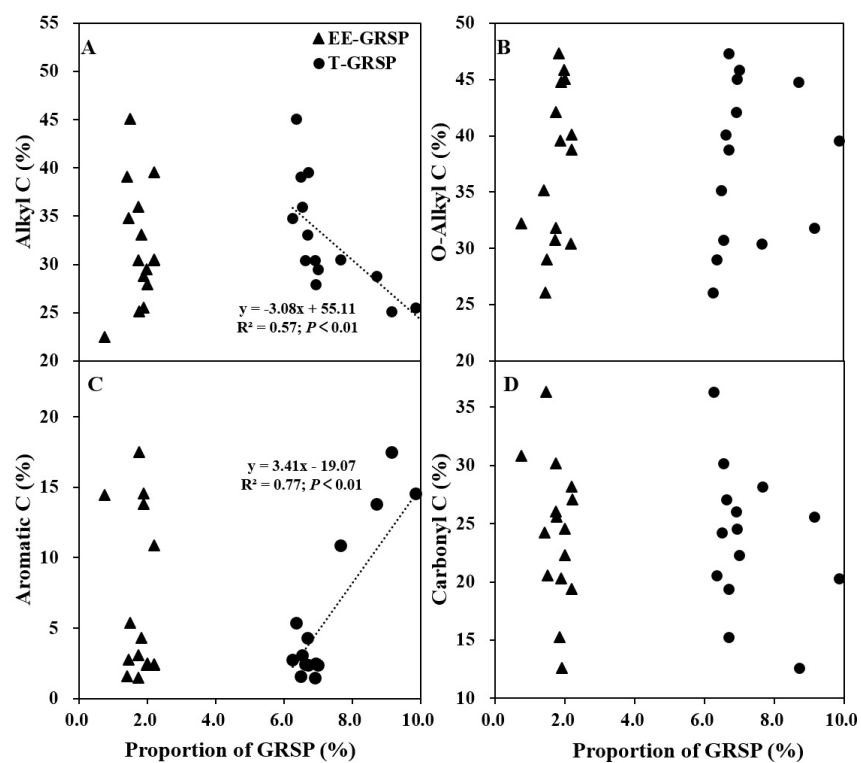 A
▲ EE-GRSP
● T-GRSP
55
50
45
40
35
30
25
20
Alkyl C (%)
y = -3.08x + 55.11
R² = 0.57; P < 0.01
B
50
45
40
35
30
25
20
O-Alkyl C (%)
C
20
15
10
5
0
Aromatic C (%)
y = 3.41x - 19.07
R² = 0.77; P < 0.01
0.0 2.0 4.0 6.0 8.0 10.0
D
35
30
25
20
15
10
Carbonyl C (%)
0.0 2.0 4.0 6.0 8.0 10.0
Proportion of GRSP (%)
Proportion of GRSP (%)